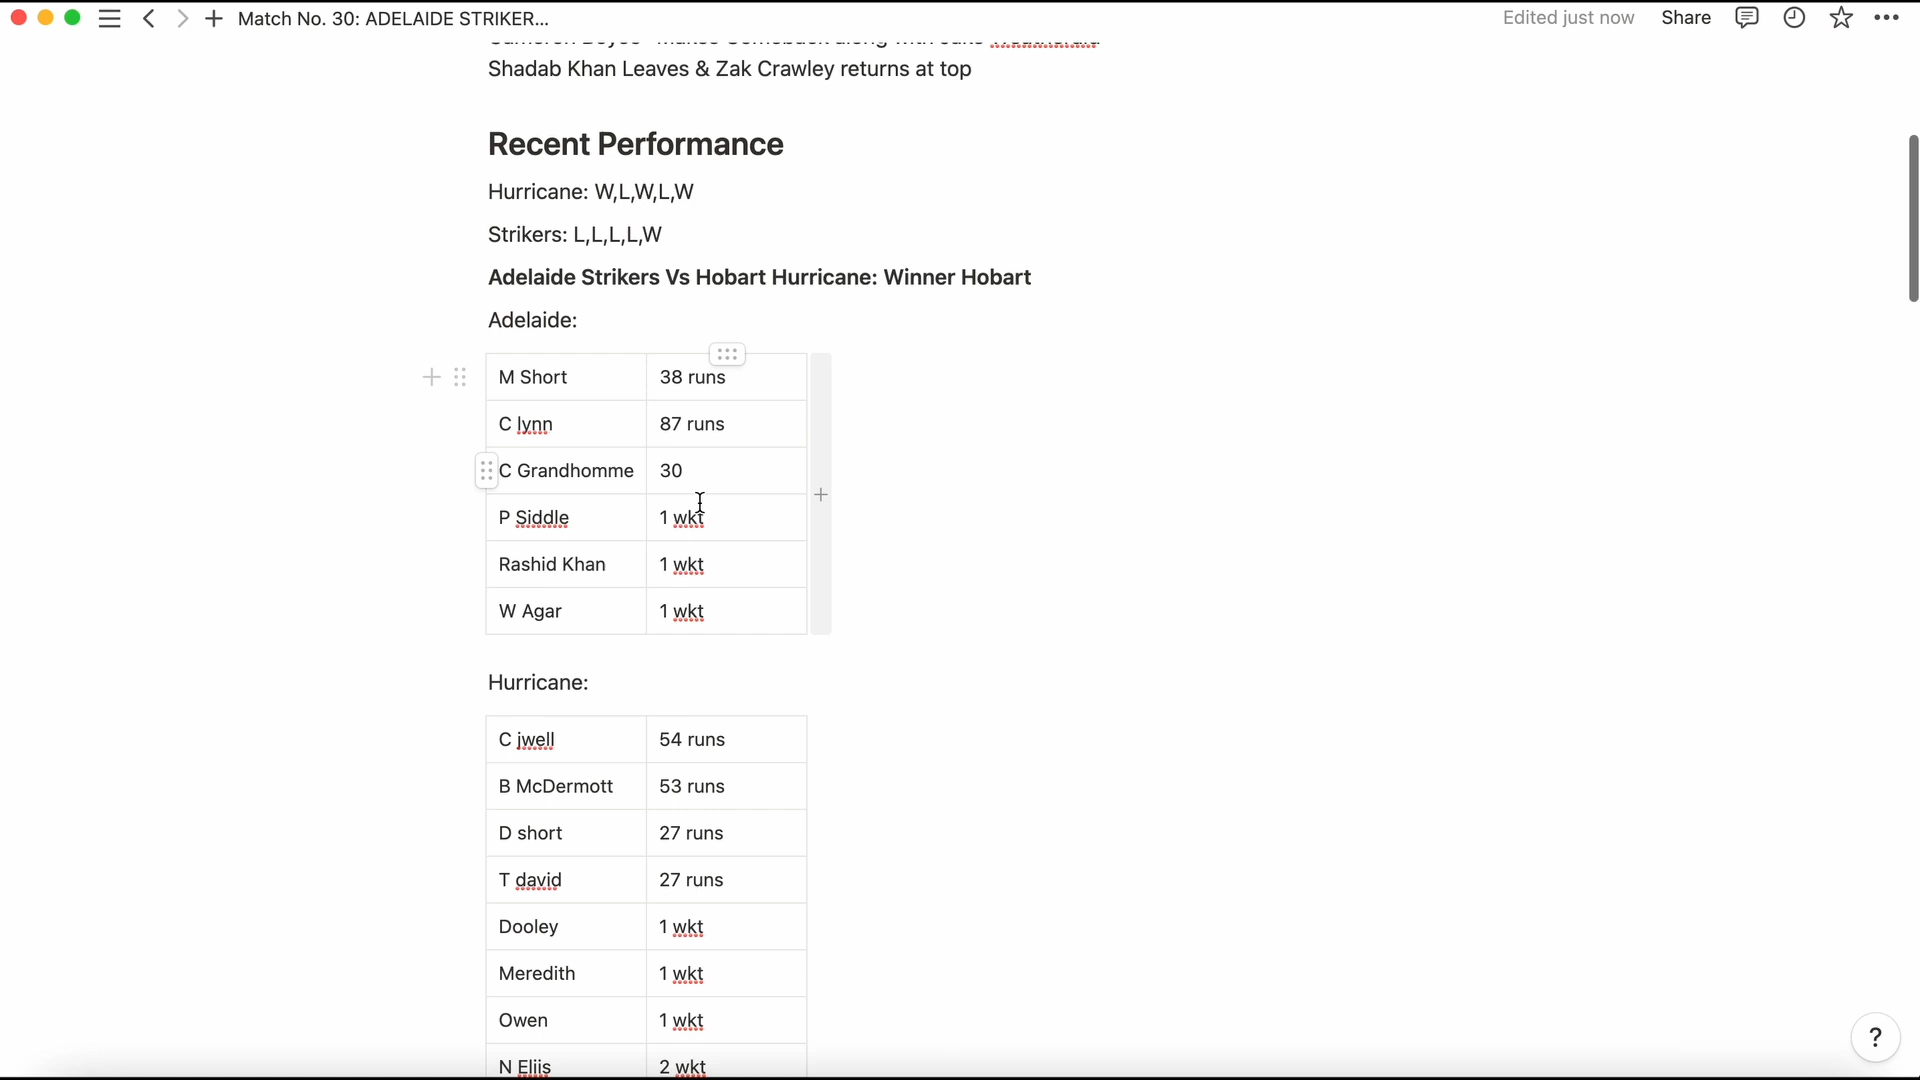 Match No. 30: ADELAIDE STRIKER...
Edited just now
Share
Shadab Khan Leaves & Zak Crawley returns at top
Recent Performance
Hurricane: W,L,W,L,W
Strikers: L,L,L,L,W
Adelaide Strikers Vs Hobart Hurricane: Winner Hobart
Adelaide:
M Short 38 runs
C lynn 87 runs
C Grandhomme 30
P Siddle 1 wkt
Rashid Khan 1 wkt
W Agar 1 wkt
Hurricane:
C jwell 54 runs
B McDermott 53 runs
D short 27 runs
T david 27 runs
Dooley 1 wkt
Meredith 1 wkt
Owen 1 wkt
N Eliis 2 wkt
?